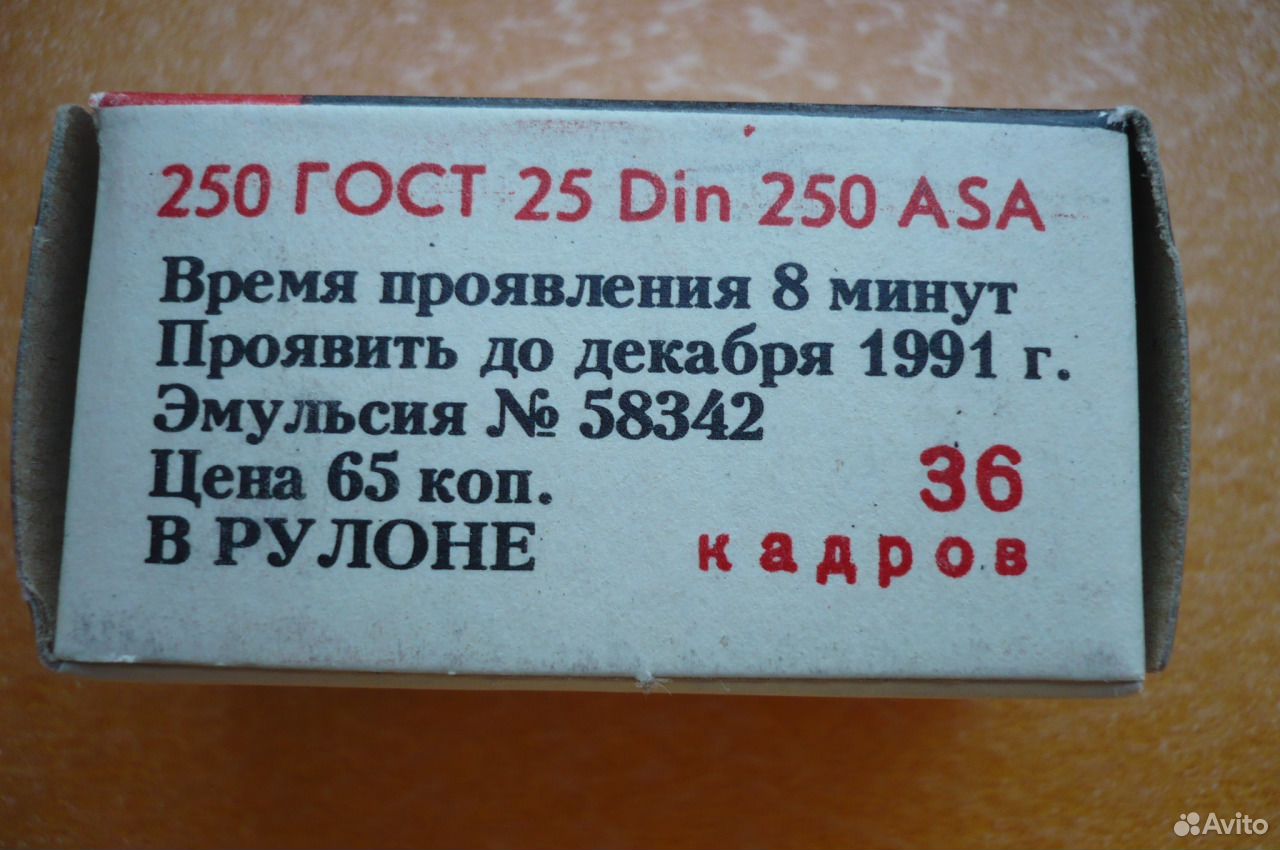 250 ГОСТ 25 Din 250 ASA
Время проявления 8 минут
Проявить до декабря 1991 г.
Эмульсия № 58342
Цена 65 коп.
В РУЛОНЕ
36
кадров
Avito